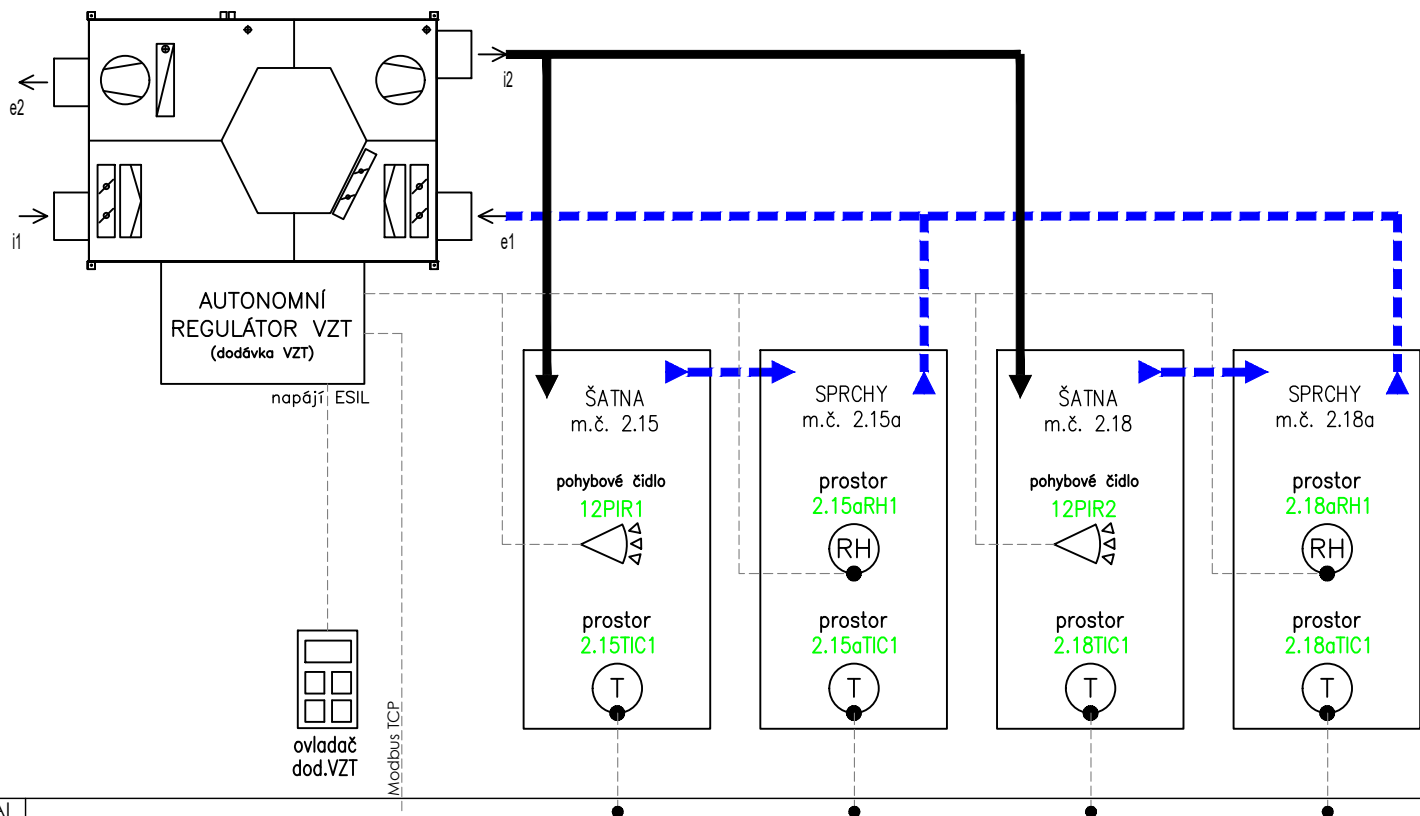 e2
i2
i1
e1
AUTONOMNÍ
REGULÁTOR VZT
(dodávka VZT)
napájí ESIL
ŠATNA
m.č. 2.15
pohybové čidlo
12PIR1
prostor
2.15TIC1
T
SPRCHY
m.č. 2.15a
prostor
2.15aRH1
RH
prostor
2.15aTIC1
T
ŠATNA
m.č. 2.18
pohybové čidlo
12PIR2
prostor
2.18TIC1
T
SPRCHY
m.č. 2.18a
prostor
2.18aRH1
RH
prostor
2.18aTIC1
T
ovladač
dod.VZT
Modbus TCP